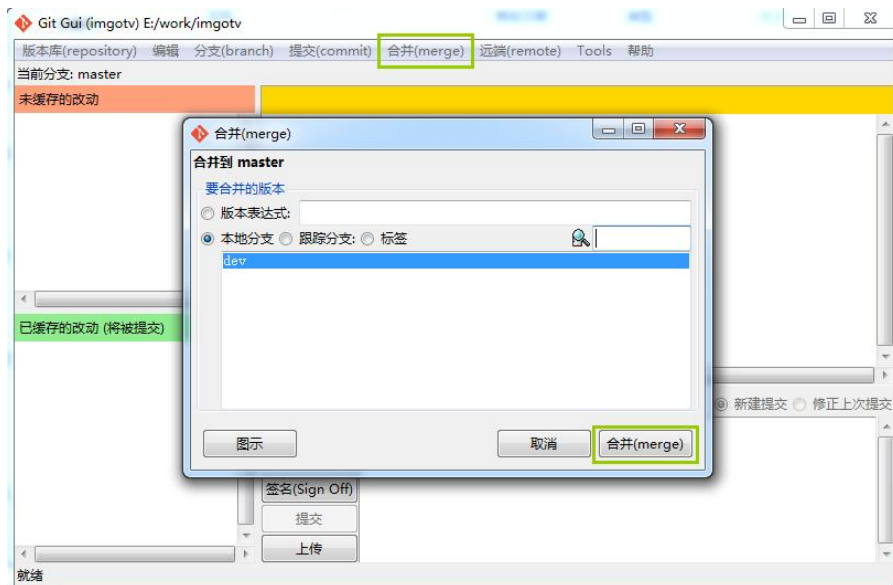 Git Gui (imgotv) E:/work/imgotv
版本库(repository) 编辑 分支(branch) 提交(commit) 合并(merge) 远端(remote) Tools 帮助
当前分支: master
未缓存的改动
合并(merge)
合并到 master
要合并的版本
版本表达式:
本地分支 跟踪分支: 标签
dev
已缓存的改动 (将被提交)
新建提交 修正上次提交
图示 取消 合并(merge)
签名(Sign Off)
提交
上传
就绪